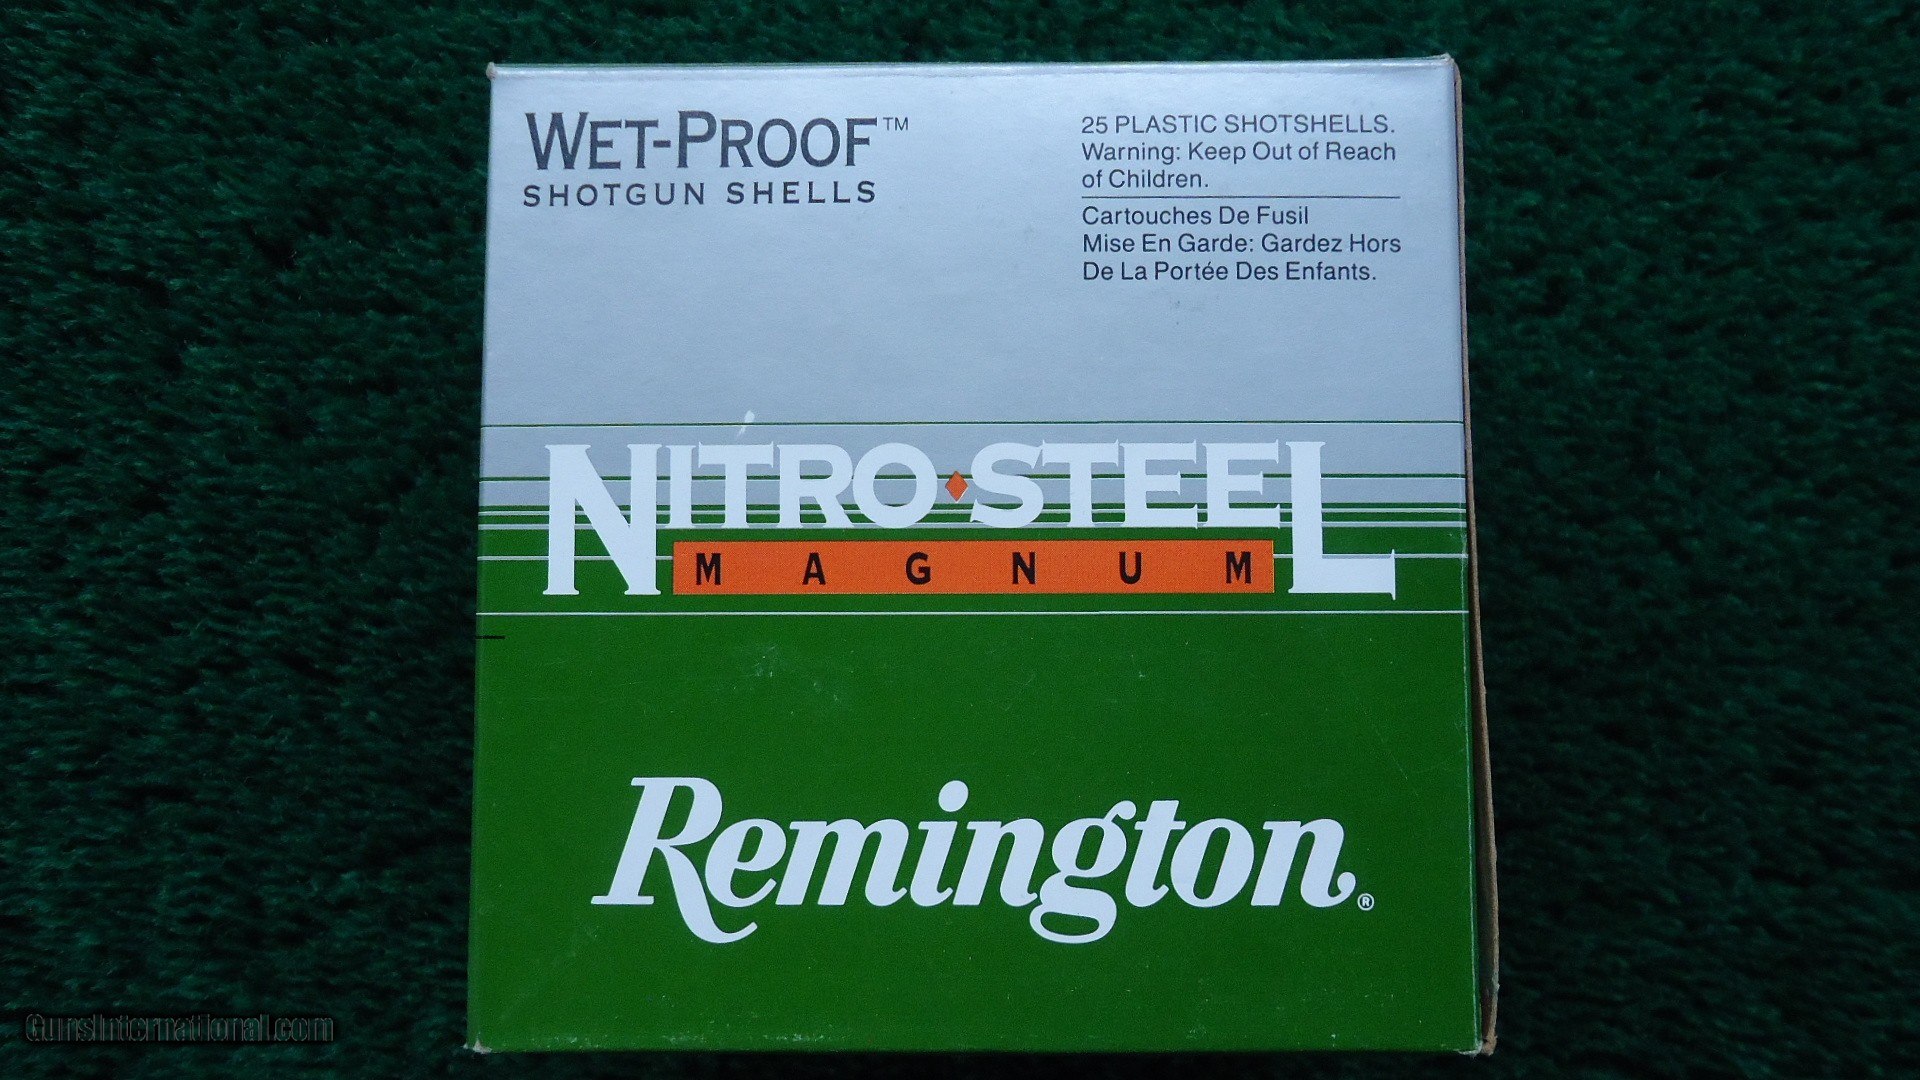 WET-PROOF™
SHOTGUN SHELLS
25 PLASTIC SHOTSHELLS.
Warning: Keep Out of Reach
of Children.
Cartouches De Fusil
Mise En Garde: Gardez Hors
De La Portée Des Enfants.
NITRO♦STEEL
MAGNUM
Remington®
GunsInternational.com